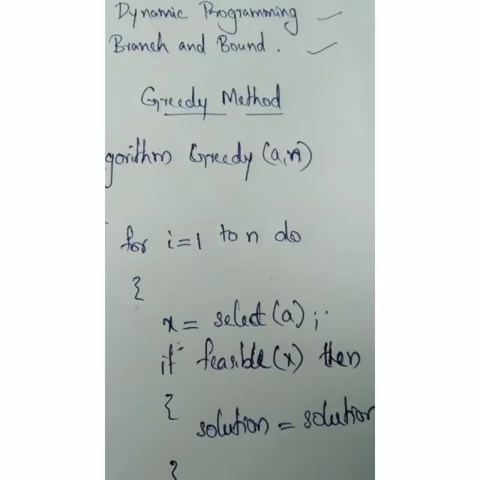 Dynamic Programming
Branch and Bound.
Greedy Method
gorithm Greedy (a,n)
for i=1 to n do
{
x = select(a);
if feasible(x) then
{
solution = solution
}